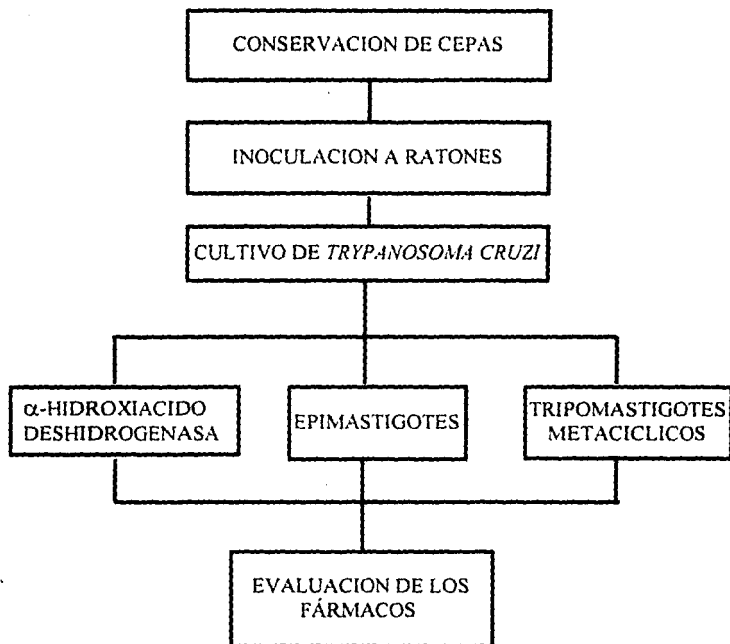 CONSERVACION DE CEPAS
INOCULACION A RATONES
CULTIVO DE TRYPANOSOMA CRUZI
α-HIDROXIACIDO
DESHIDROGENASA
EPIMASTIGOTES
TRIPOMASTIGOTES
METACICLICOS
EVALUACION DE LOS
FÁRMACOS